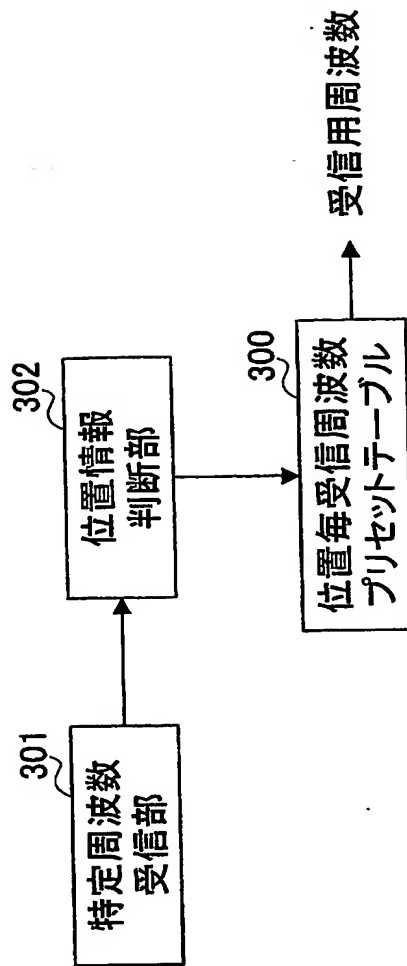 301
特定周波数
受信部
302
位置情報
判断部
300
位置毎受信周波数
プリセットテーブル
受信用周波数